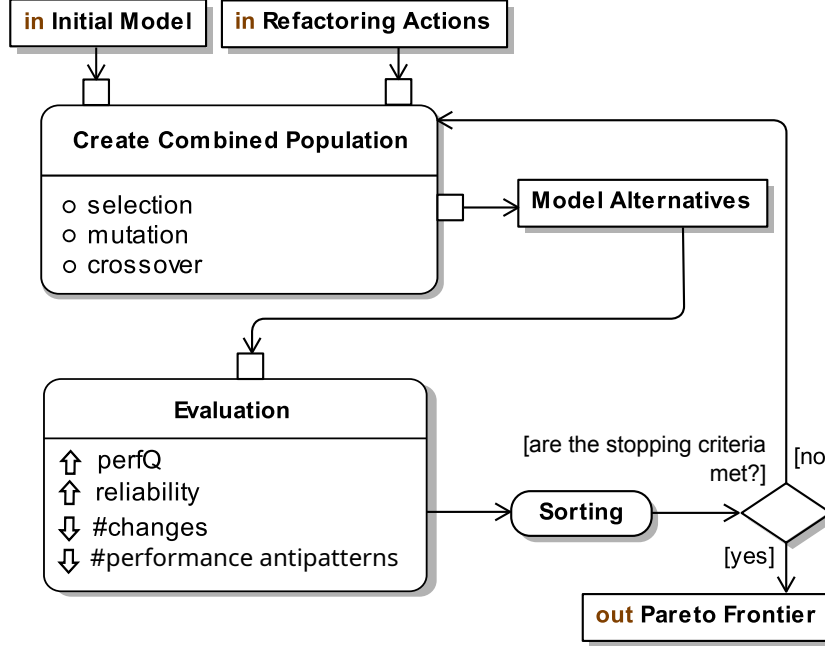 in Initial Model
in Refactoring Actions
Create Combined Population
selection
mutation
crossover
Model Alternatives
Evaluation
perfQ
reliability
#changes
#performance antipatterns
[are the stopping criteria
met?]
[no
Sorting
[yes]
out Pareto Frontier